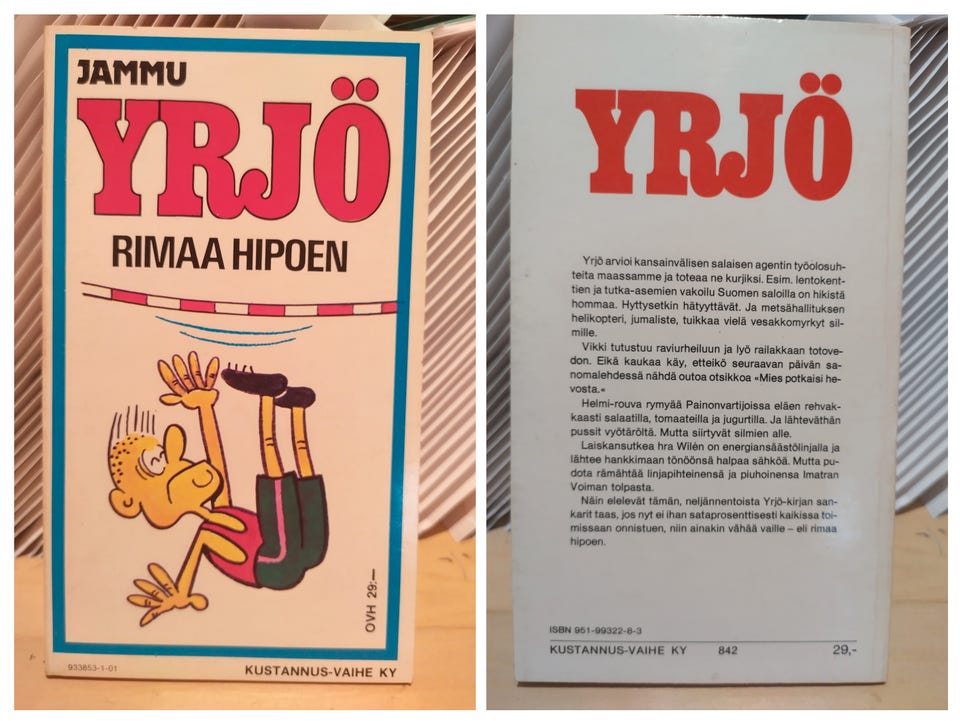 JAMMU
YRJÖ
RIMAA HIPOEN
OVH 29:—
933853-1-01
KUSTANNUS-VAIHE KY
YRJÖ
Yrjö arvioi kansainvälisen salaisen agentin työolosuh-
teita maassamme ja toteaa ne kurjiksi. Esim. lentokent-
tien ja tutka-asemien vakoilu Suomen saloilla on hikistä
hommaa. Hyttysetkin hätyyttävät. Ja metsähallituksen
helikopteri, jumaliste, tuikkaa vielä vesakkomyrkyt sil-
mille.
Vikki tutustuu raviurheiluun ja lyö railakkaan totove-
don. Eikä kaukaa käy, etteikö seuraavan päivän sa-
nomalehdessä nähdä outoa otsikkoa «Mies potkaisi he-
vosta.«
Helmi-rouva rymyää Painonvartijoissa eläen rehvak-
kaasti salaatilla, tomaateilla ja jugurtilla. Ja lähteväthän
pussit vyötäröltä. Mutta siirtyvät silmien alle.
Laiskansutkea hra Wilén on energiansäästölinjalla ja
lähtee hankkimaan tönöönsä halpaa sähköä. Mutta pu-
dota rämähtää linjapihteinensä ja piuhoinensa Imatran
Voiman tolpasta.
Näin elelevät tämän, neljännentoista Yrjö-kirjan san-
karit taas, jos nyt ei ihan sataprosenttisesti kaikissa toi-
missaan onnistuen, niin ainakin vähää vaille – eli rimaa
hipoen.
ISBN 951-99322-8-3
KUSTANNUS-VAIHE KY 842 29,-